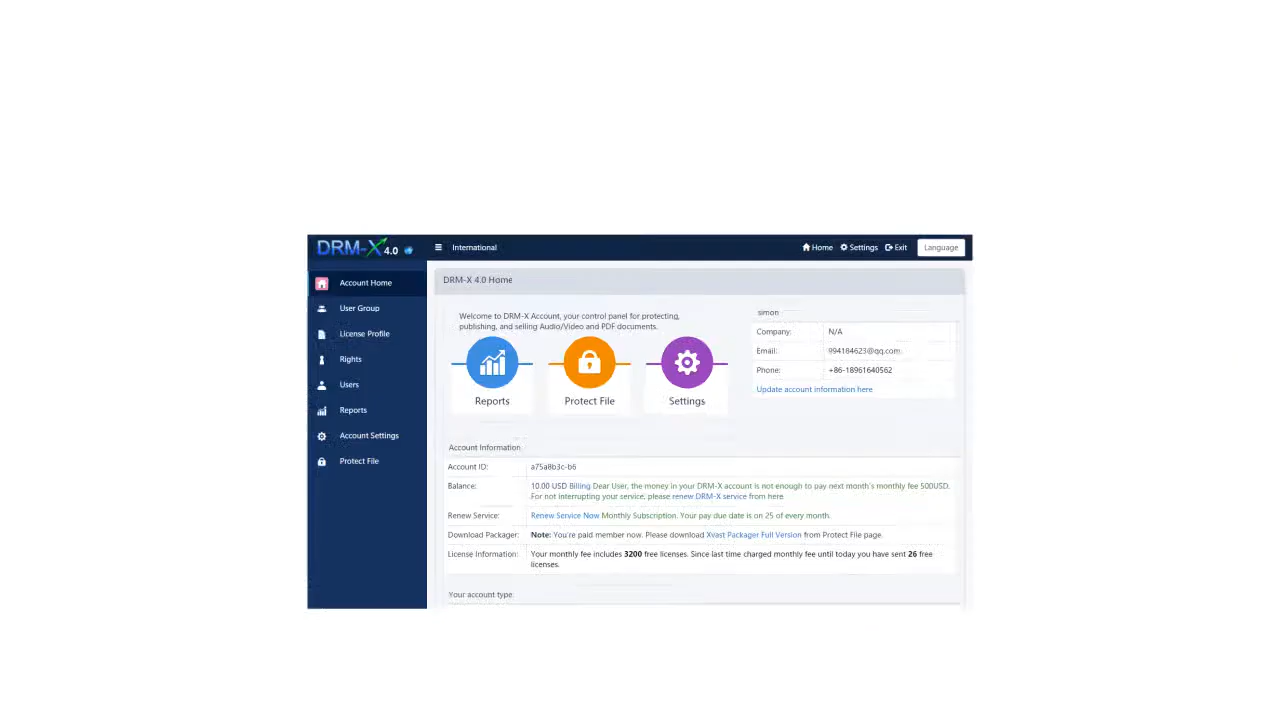 DRM-X 4.0
International
Home
Settings
Exit
Language
Account Home
User Group
License Profile
Rights
Users
Reports
Account Settings
Protect File
DRM-X 4.0 Home
Welcome to DRM-X Account, your control panel for protecting,
publishing, and selling Audio/Video and PDF documents.
Reports
Protect File
Settings
simon
Company: N/A
Email: 994184623@qq.com
Phone: +86-18961640562
Update account information here
Account Information
Account ID: a75a8b3c-b6
Balance: 10.00 USD Billing Dear User, the money in your DRM-X account is not enough to pay next month's monthly fee 500USD.
For not interrupting your service, please renew DRM-X service from here
Renew Service: Renew Service Now Monthly Subscription. Your pay due date is on 25 of every month.
Download Packager: Note: You're paid member now. Please download Xvast Packager Full Version from Protect File page.
License Information: Your monthly fee includes 3200 free licenses. Since last time charged monthly fee until today you have sent 26 free
licenses.
Your account type: